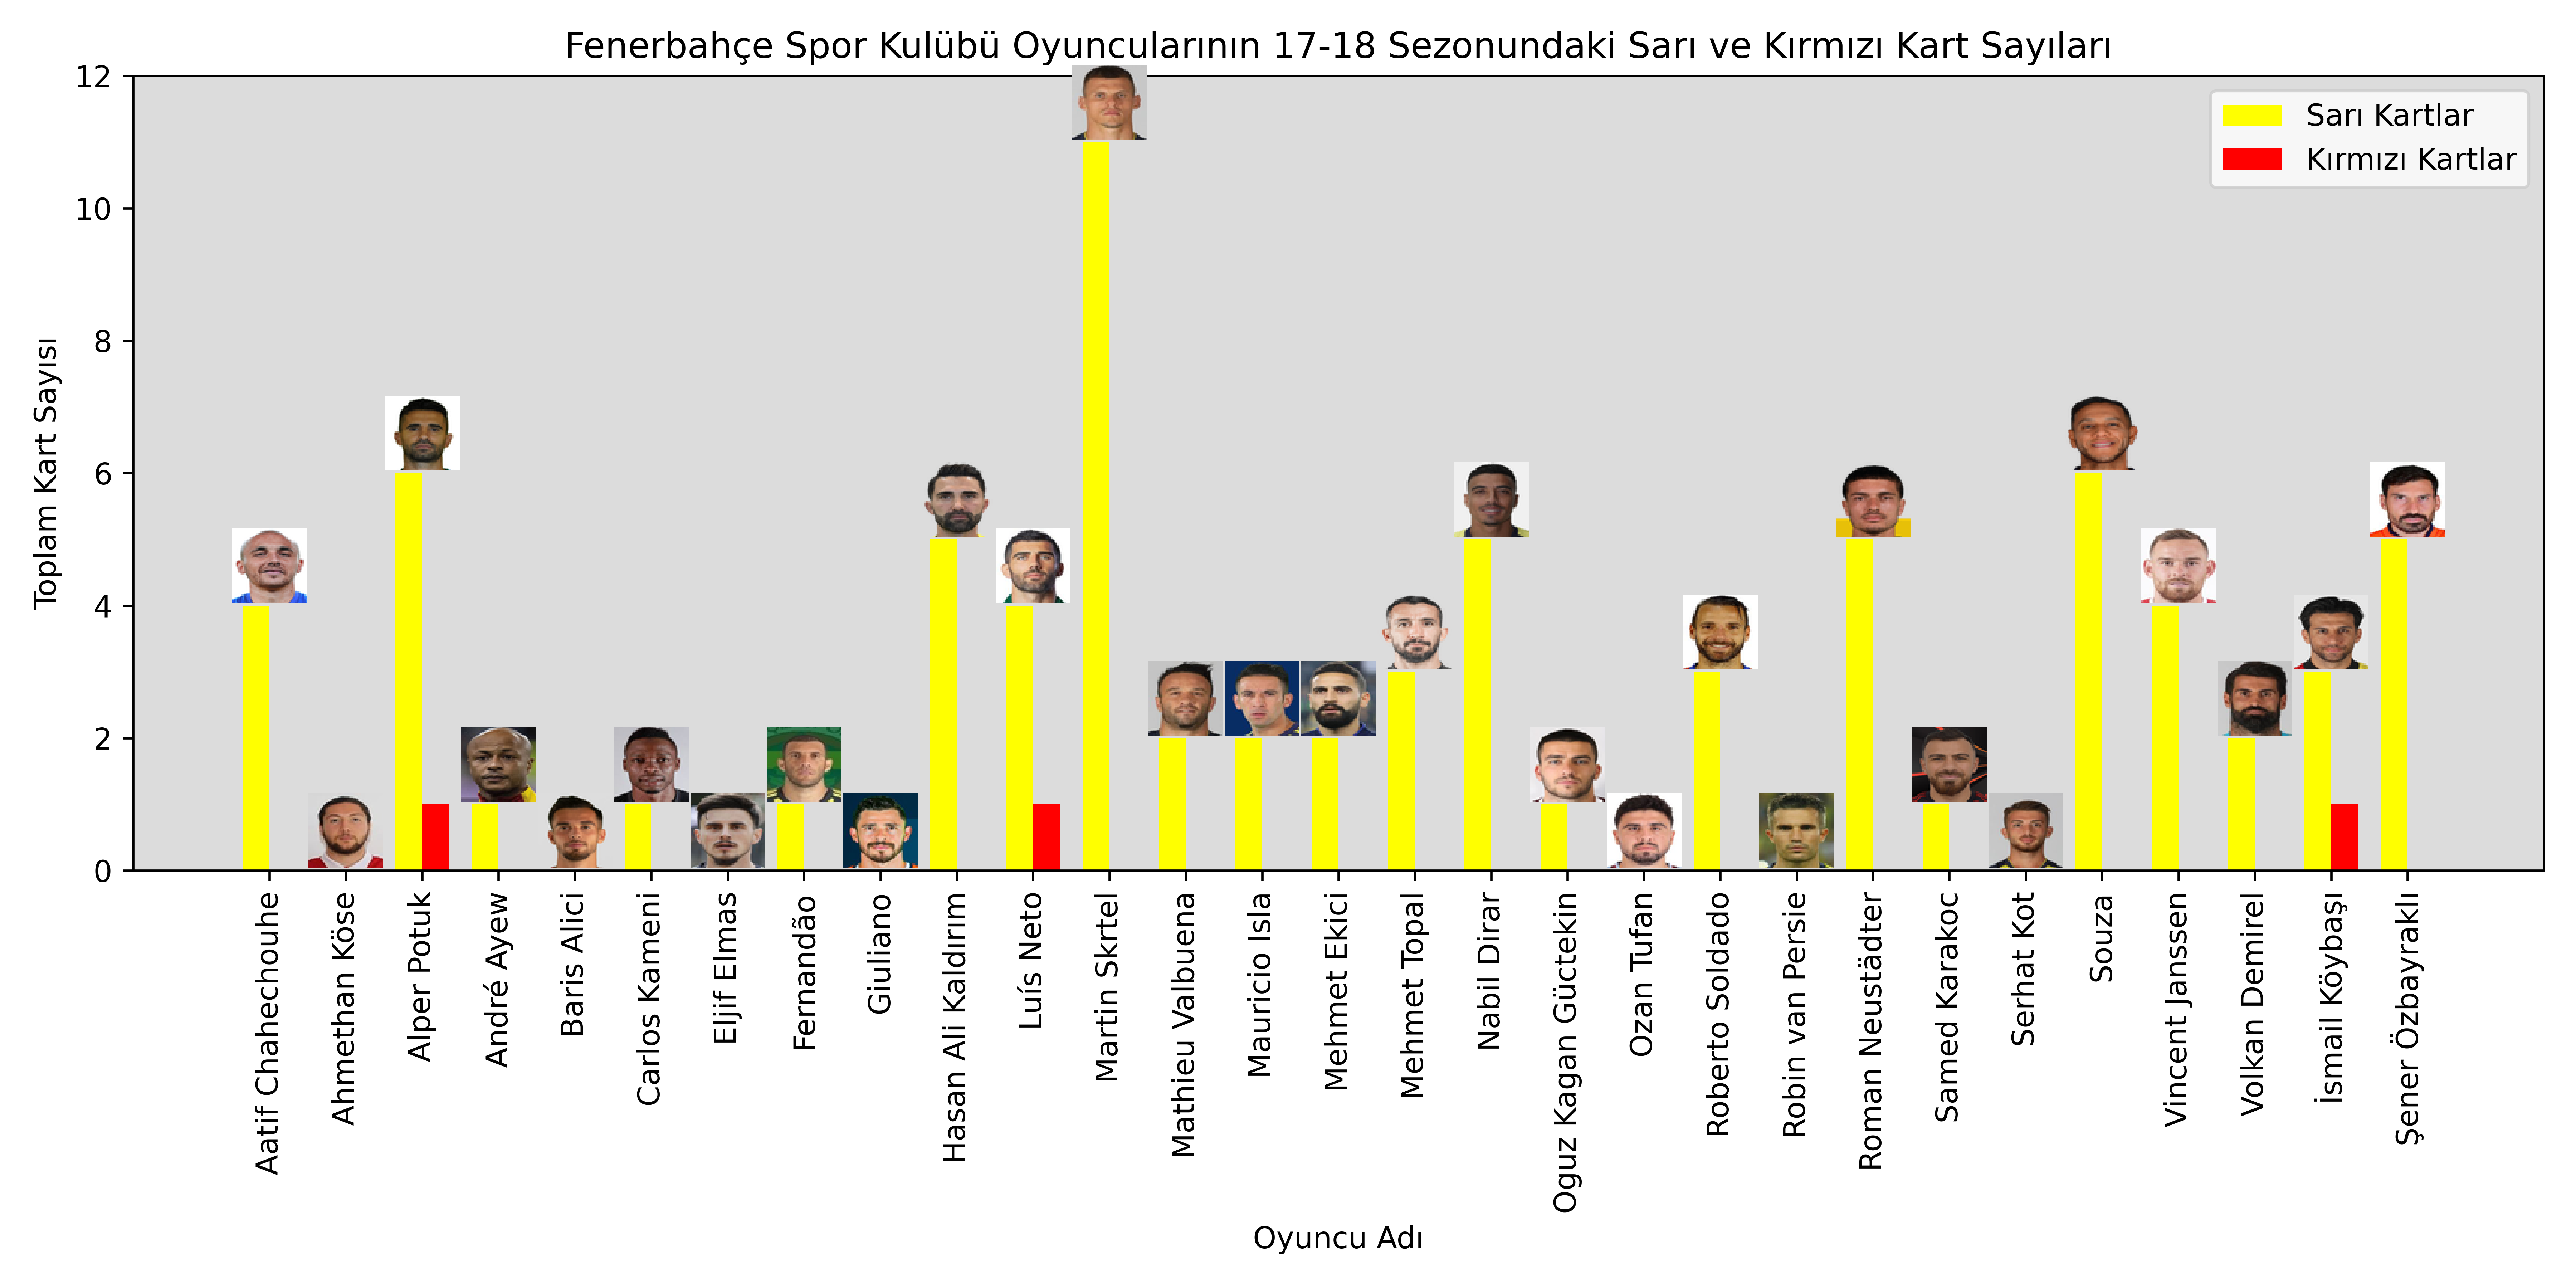 Fenerbahçe Spor Kulübü Oyuncularının 17-18 Sezonundaki Sarı ve Kırmızı Kart Sayıları
Sarı Kartlar
Kırmızı Kartlar
Toplam Kart Sayısı
12
10
8
6
4
2
0
Aatif Chahechouhe
Ahmethan Köse
Alper Potuk
André Ayew
Baris Alici
Carlos Kameni
Eljif Elmas
Fernandão
Giuliano
Hasan Ali Kaldırım
Luís Neto
Martin Skrtel
Mathieu Valbuena
Mauricio Isla
Mehmet Ekici
Mehmet Topal
Nabil Dirar
Oguz Kagan Güctekin
Ozan Tufan
Roberto Soldado
Robin van Persie
Roman Neustädter
Samed Karakoc
Serhat Kot
Souza
Vincent Janssen
Volkan Demirel
İsmail Köybaşı
Şener Özbayraklı
Oyuncu Adı